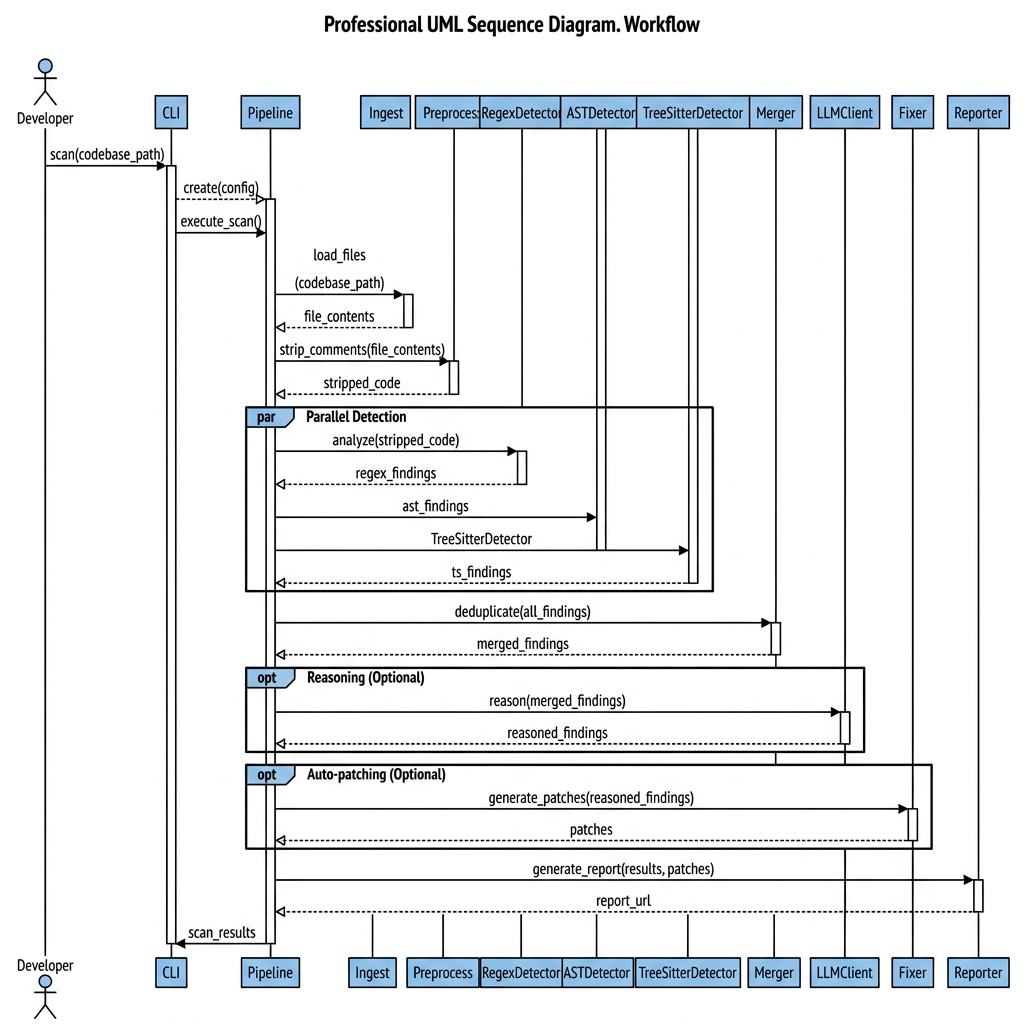 Professional UML Sequence Diagram. Workflow
Developer
CLI
Pipeline
Ingest
Preproces
RegexDetector
ASTDetector
TreeSitterDetector
Merger
LLMClient
Fixer
Reporter
scan(codebase_path)
create(config)
execute_scan()
load_files
(codebase_path)
file_contents
strip_comments(file_contents)
stripped_code
par
Parallel Detection
analyze(stripped_code)
regex_findings
ast_findings
TreeSitterDetector
ts_findings
deduplicate(all_findings)
merged_findings
opt
Reasoning (Optional)
reason(merged_findings)
reasoned_findings
opt
Auto-patching (Optional)
generate_patches(reasoned_findings)
patches
generate_report(results, patches)
report_url
scan_results
Developer
CLI
Pipeline
Ingest
Preprocess
RegexDetector
ASTDetector
TreeSitterDetector
Merger
LLMClient
Fixer
Reporter